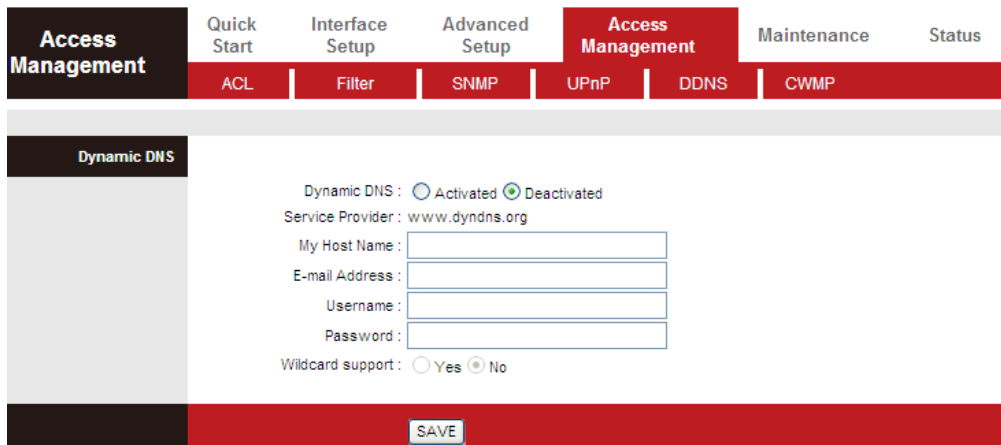 Access Management
Quick Start
Interface Setup
Advanced Setup
Access Management
Maintenance
Status
ACL
Filter
SNMP
UPnP
DDNS
CWMP
Dynamic DNS
Dynamic DNS : Activated Deactivated
Service Provider : www.dyndns.org
My Host Name :
E-mail Address :
Username :
Password :
Wildcard support : Yes No
SAVE